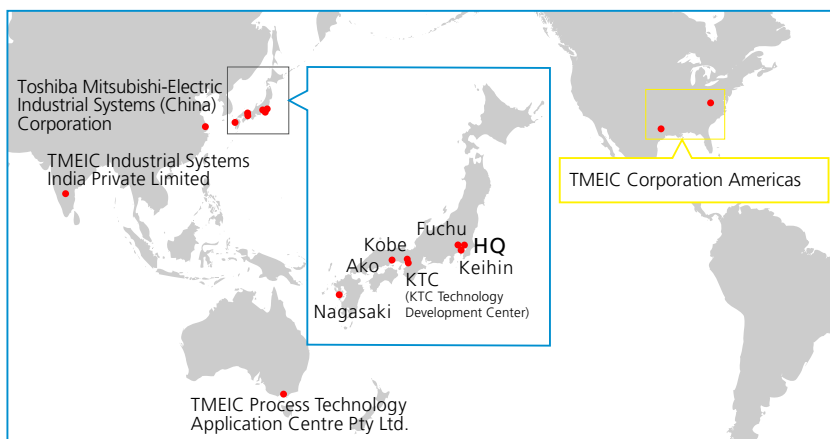 Toshiba Mitsubishi-Electric
Industrial Systems (China)
Corporation
TMEIC Industrial Systems
India Private Limited
TMEIC Corporation Americas
Fuchu
HQ
Kobe
Keihin
Ako
KTC
(KTC Technology
Development Center)
Nagasaki
TMEIC Process Technology
Application Centre Pty Ltd.